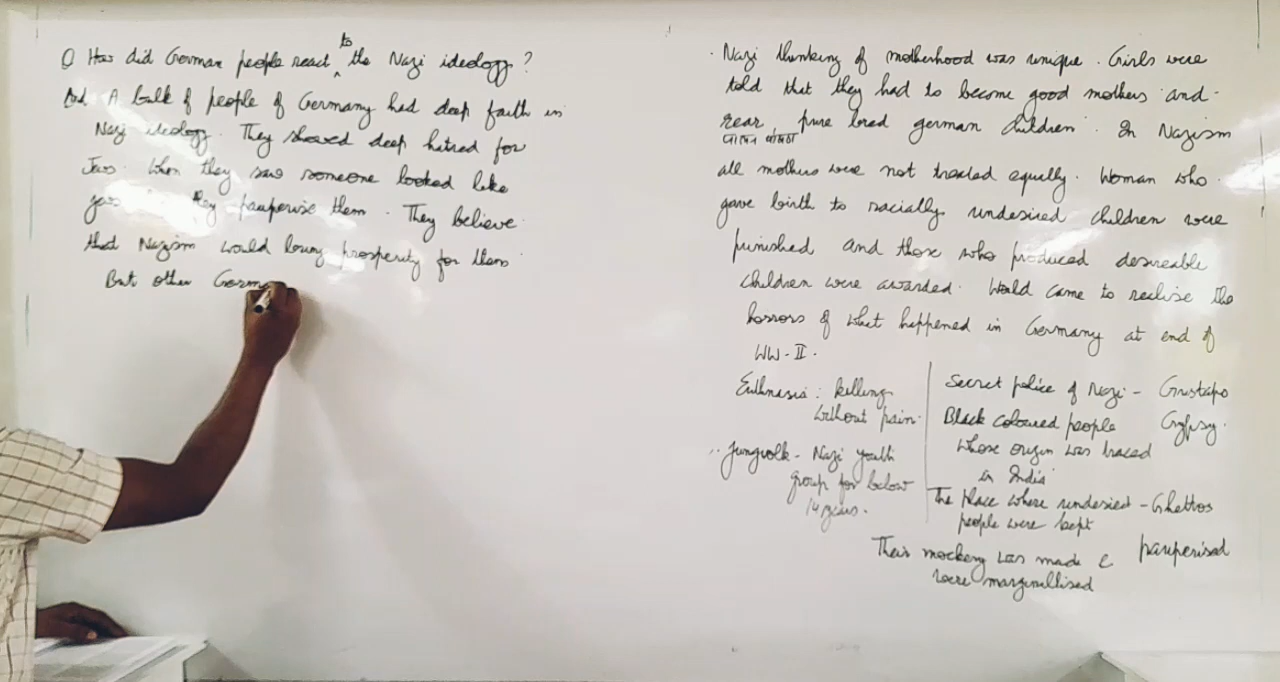 Q How did German people react to the Nazi ideology?
And A bulk of people of Germany had deep faith in
Nazi ideology. They showed deep hatred for
Jews. When they saw someone looked like
they pauperise them. They believe
that Nazism would bring prosperity for them
But other Germ
· Nazi thinking of motherhood was unique. Girls were
told that they had to become good mothers and
rear pure bred german children. In Nazism
all mothers were not treated equally. Woman who
gave birth to racially undesired children were
punished and those who produced desireable
children were awarded. World came to realise the
horrors of what happened in Germany at end of
WW-II.
Euthnasia: killing
without pain.
Jungvolk - Nazi youth
group for below
14 years.
Secret police of Nazi - Gustapo
Black coloured people Gypsy.
whose origin was traced
in India
The place where undesied - Ghettos
people were kept
Their mockery was made & pauperised
were marginillised